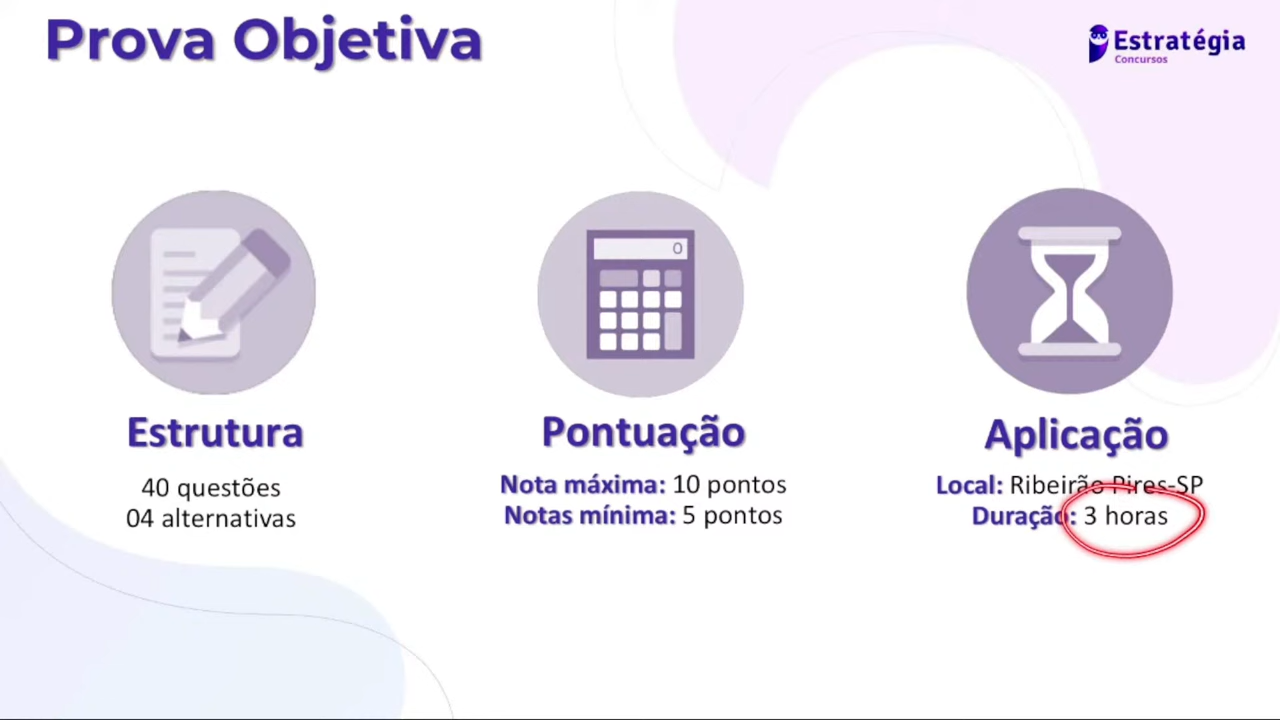 Prova Objetiva
Estratégia
Concursos
0
Estrutura
40 questões
04 alternativas
Pontuação
Nota máxima: 10 pontos
Notas mínima: 5 pontos
Aplicação
Local: Ribeirão Pires-SP
Duração: 3 horas